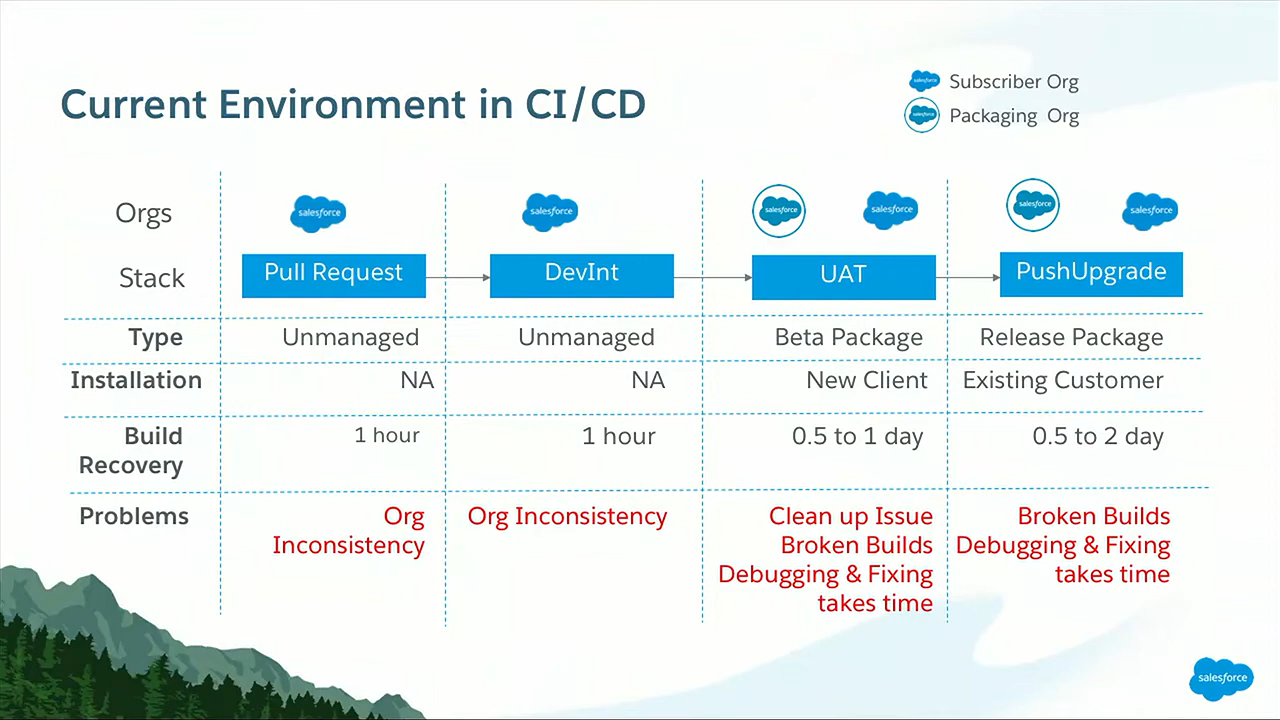 Current Environment in CI/CD
salesforce Subscriber Org
salesforce Packaging Org
Orgs salesforce salesforce salesforce salesforce salesforce salesforce
Stack Pull Request DevInt UAT PushUpgrade
Type Unmanaged Unmanaged Beta Package Release Package
Installation NA NA New Client Existing Customer
Build 1 hour 1 hour 0.5 to 1 day 0.5 to 2 day
Recovery
Problems Org Org Inconsistency Clean up Issue Broken Builds
Inconsistency Broken Builds Debugging & Fixing
Debugging & Fixing takes time
takes time
salesforce